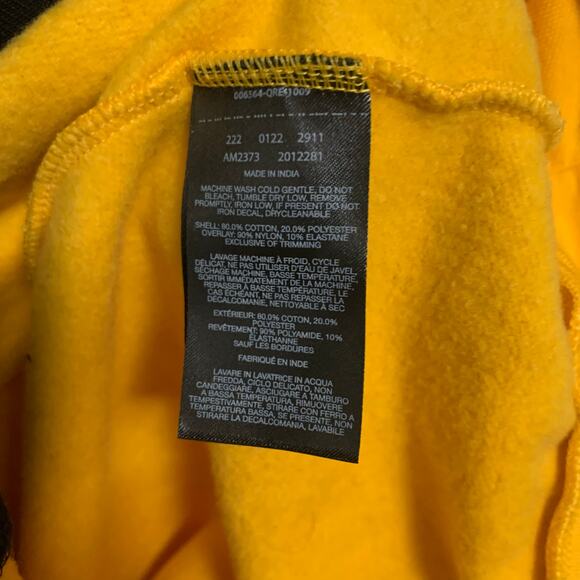 006364-QRE81009
222 0122 2911
AM2373 2012281
MADE IN INDIA
MACHINE WASH COLD GENTLE, DO NOT
BLEACH, TUMBLE DRY LOW, REMOVE
PROMPTLY, IRON LOW, IF PRESENT DO NOT
IRON DECAL, DRYCLEANABLE
SHELL: 80.0% COTTON, 20.0% POLYESTER
OVERLAY: 90% NYLON, 10% ELASTANE
EXCLUSIVE OF TRIMMING
LAVAGE MACHINE À FROID, CYCLE
DÉLICAT, NE PAS UTILISER D'EAU DE JAVEL,
SÉCHAGE MACHINE, BASSE TEMPÉRATURE,
SORTIR IMMÉDIATEMENT DE LA MACHINE,
REPASSER À BASSE TEMPÉRATURE, LE
CAS ÉCHÉANT, NE PAS REPASSER LE
DECALCOMANIE, NETTOYABLE À SEC
EXTÉRIEUR: 80.0% COTON, 20.0%
POLYESTER
REVÊTEMENT: 90% POLYAMIDE, 10%
ÉLASTHANNE
SAUF LES BORDURES
FABRIQUÉ EN INDE
LAVARE IN LAVATRICE IN ACQUA
FREDDA, CICLO DELICATO, NON
CANDEGGIARE, ASCIUGARE A TAMBURO
A BASSA TEMPERATURA, RIMUOVERE
TEMPESTIVAMENTE, STIRARE CON FERRO A
TEMPERATURA BASSA, SE PRESENTE, NON
STIRARE LA DECALCOMANIA, LAVABILE